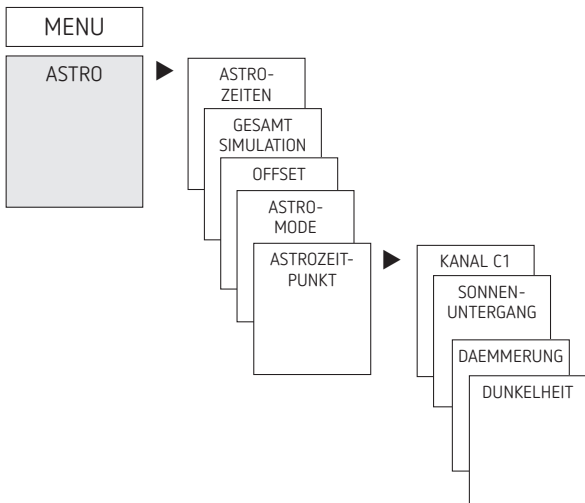 MENU
ASTRO
ASTRO-
ZEITEN
GESAMT
SIMULATION
OFFSET
ASTRO-
MODE
ASTROZEIT-
PUNKT
KANAL C1
SONNEN-
UNTERGANG
DAEMMERUNG
DUNKELHEIT